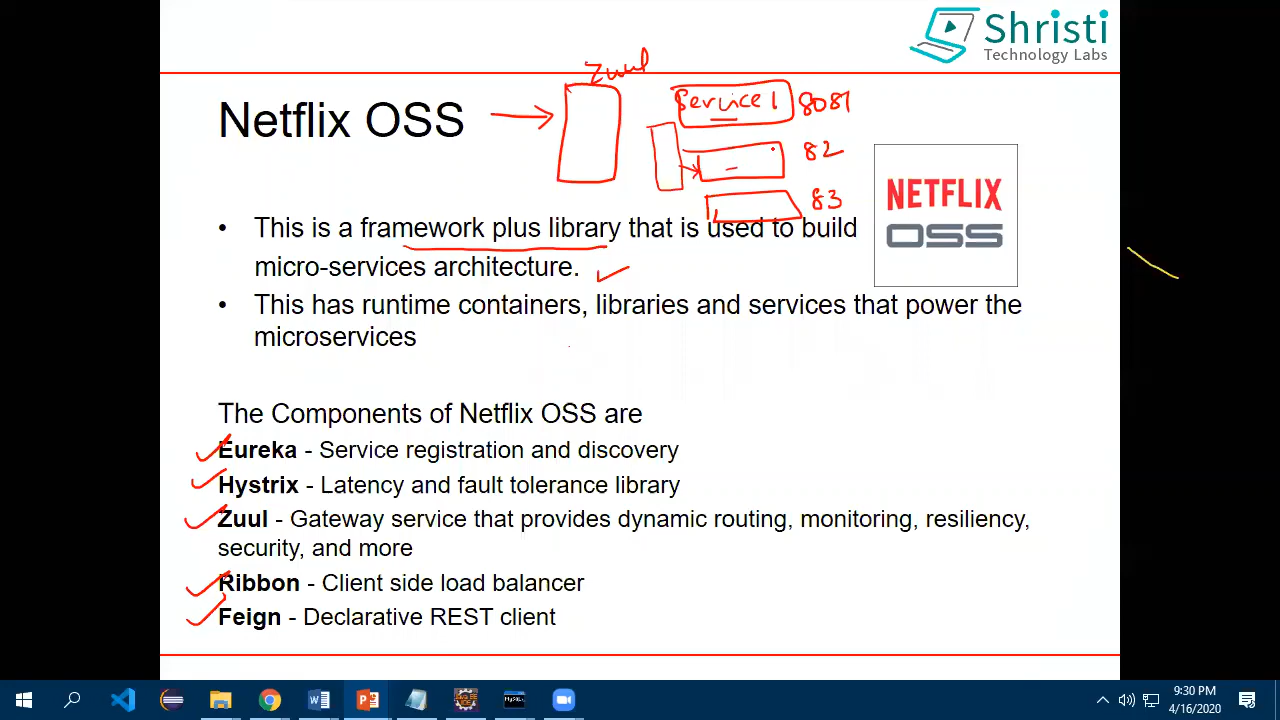 Shristi
Technology Labs
Zuul
Netflix OSS
Service 1
8081
82
83
NETFLIX
OSS
• This is a framework plus library that is used to build
micro-services architecture.
• This has runtime containers, libraries and services that power the
microservices
The Components of Netflix OSS are
Eureka - Service registration and discovery
Hystrix - Latency and fault tolerance library
Zuul - Gateway service that provides dynamic routing, monitoring, resiliency,
security, and more
Ribbon - Client side load balancer
Feign - Declarative REST client
9:30 PM
4/16/2020